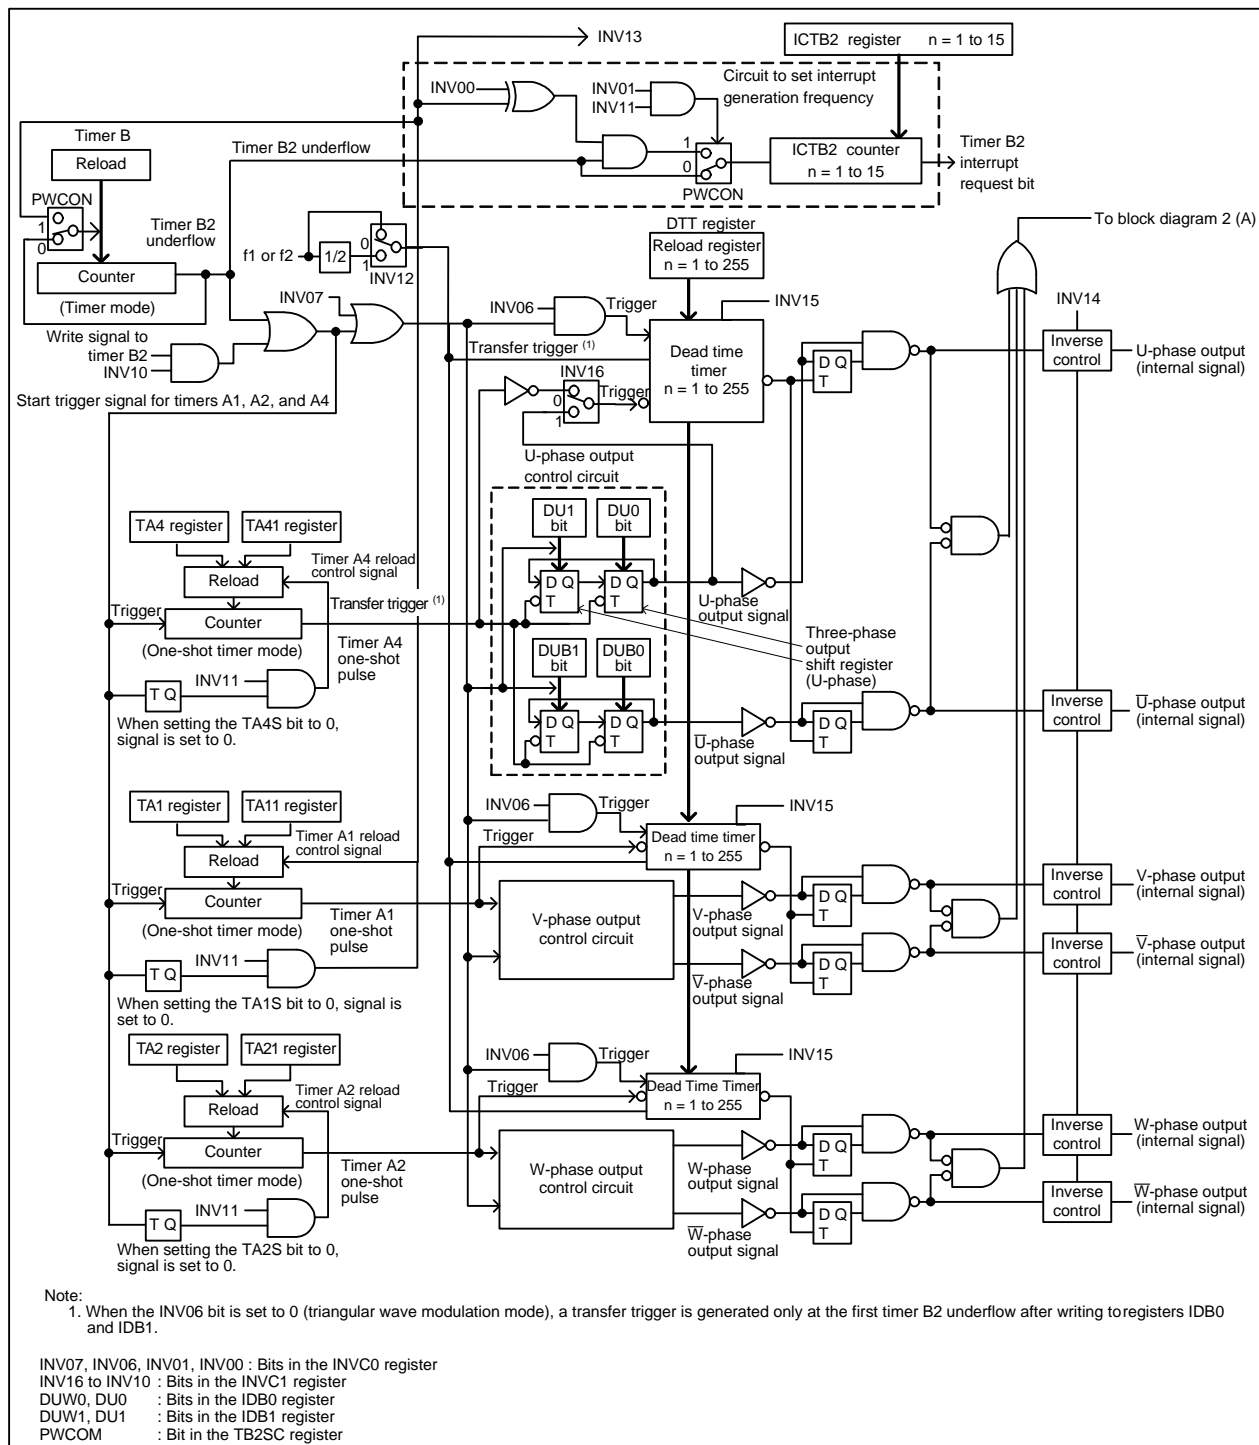 INV13
ICTB2 register n = 1 to 15
INV00
INV01
INV11
Circuit to set interrupt
generation frequency
Timer B
Reload
Timer B2 underflow
1
0
PWCON
ICTB2 counter
n = 1 to 15
Timer B2
interrupt
request bit
PWCON
1
0
Timer B2
underflow
Counter
(Timer mode)
f1 or f2
1/2
0
1
INV12
DTT register
Reload register
n = 1 to 255
To block diagram 2 (A)
INV07
INV06
Trigger
INV15
INV14
Write signal to
timer B2
INV10
Transfer trigger (1)
Dead time
timer
n = 1 to 255
D Q
T
Inverse
control
U-phase output
(internal signal)
Start trigger signal for timers A1, A2, and A4
INV16
0
1
Trigger
U-phase output
control circuit
DU1
bit
DU0
bit
TA4 register
TA41 register
Timer A4 reload
control signal
Reload
D Q
T
D Q
T
U-phase
output signal
Trigger
Counter
Transfer trigger (1)
(One-shot timer mode)
Timer A4
one-shot
pulse
Three-phase
output
shift register
(U-phase)
DUB1
bit
DUB0
bit
INV11
T Q
When setting the TA4S bit to 0,
signal is set to 0.
D Q
T
D Q
T
U̅-phase
output signal
D Q
T
Inverse
control
U̅-phase output
(internal signal)
TA1 register
TA11 register
Timer A1 reload
control signal
Reload
INV06
Trigger
INV15
Trigger
Dead time timer
n = 1 to 255
Trigger
Counter
(One-shot timer mode)
Timer A1
one-shot
pulse
V-phase output
control circuit
V-phase
output signal
D Q
T
Inverse
control
V-phase output
(internal signal)
INV11
T Q
When setting the TA1S bit to 0, signal is
set to 0.
V̅-phase
output signal
D Q
T
Inverse
control
V̅-phase output
(internal signal)
TA2 register
TA21 register
Timer A2 reload
control signal
Reload
INV06
Trigger
INV15
Trigger
Dead Time Timer
n = 1 to 255
Trigger
Counter
(One-shot timer mode)
Timer A2
one-shot
pulse
W-phase output
control circuit
W-phase
output signal
D Q
T
Inverse
control
W-phase output
(internal signal)
INV11
T Q
When setting the TA2S bit to 0,
signal is set to 0.
W̅-phase
output signal
D Q
T
Inverse
control
W̅-phase output
(internal signal)
Note:
1. When the INV06 bit is set to 0 (triangular wave modulation mode), a transfer trigger is generated only at the first timer B2 underflow after writing to registers IDB0
and IDB1.
INV07, INV06, INV01, INV00 : Bits in the INVC0 register
INV16 to INV10 : Bits in the INVC1 register
DUW0, DU0 : Bits in the IDB0 register
DUW1, DU1 : Bits in the IDB1 register
PWCOM : Bit in the TB2SC register